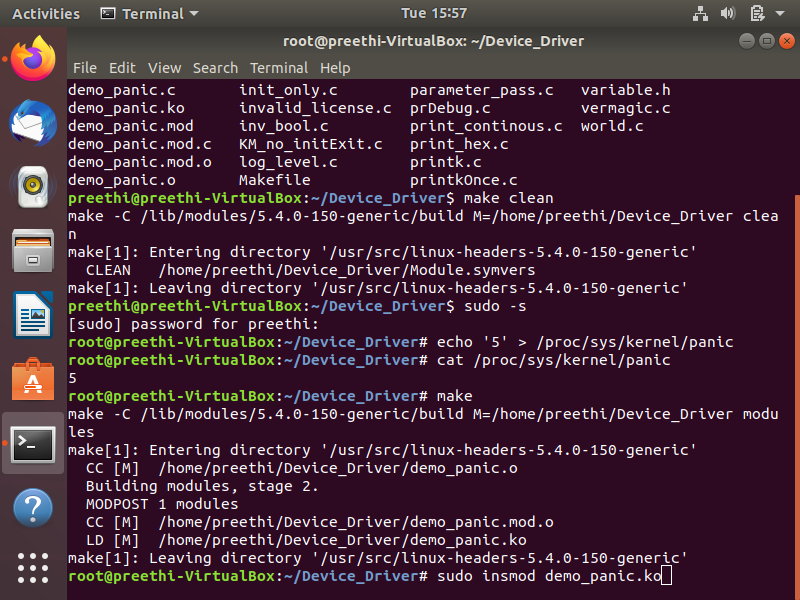 Activities Terminal Tue 15:57
root@preethi-VirtualBox: ~/Device_Driver
File Edit View Search Terminal Help
demo_panic.c init_only.c parameter_pass.c variable.h
demo_panic.ko invalid_license.c prDebug.c vermagic.c
demo_panic.mod inv_bool.c print_continous.c world.c
demo_panic.mod.c KM_no_initExit.c print_hex.c
demo_panic.mod.o log_level.c printk.c
demo_panic.o Makefile printkOnce.c
preethi@preethi-VirtualBox:~/Device_Driver$ make clean
make -C /lib/modules/5.4.0-150-generic/build M=/home/preethi/Device_Driver clea
n
make[1]: Entering directory '/usr/src/linux-headers-5.4.0-150-generic'
CLEAN /home/preethi/Device_Driver/Module.symvers
make[1]: Leaving directory '/usr/src/linux-headers-5.4.0-150-generic'
preethi@preethi-VirtualBox:~/Device_Driver$ sudo -s
[sudo] password for preethi:
root@preethi-VirtualBox:~/Device_Driver# echo '5' > /proc/sys/kernel/panic
root@preethi-VirtualBox:~/Device_Driver# cat /proc/sys/kernel/panic
5
root@preethi-VirtualBox:~/Device_Driver# make
make -C /lib/modules/5.4.0-150-generic/build M=/home/preethi/Device_Driver modu
les
make[1]: Entering directory '/usr/src/linux-headers-5.4.0-150-generic'
CC [M] /home/preethi/Device_Driver/demo_panic.o
Building modules, stage 2.
MODPOST 1 modules
CC [M] /home/preethi/Device_Driver/demo_panic.mod.o
LD [M] /home/preethi/Device_Driver/demo_panic.ko
make[1]: Leaving directory '/usr/src/linux-headers-5.4.0-150-generic'
root@preethi-VirtualBox:~/Device_Driver# sudo insmod demo_panic.ko